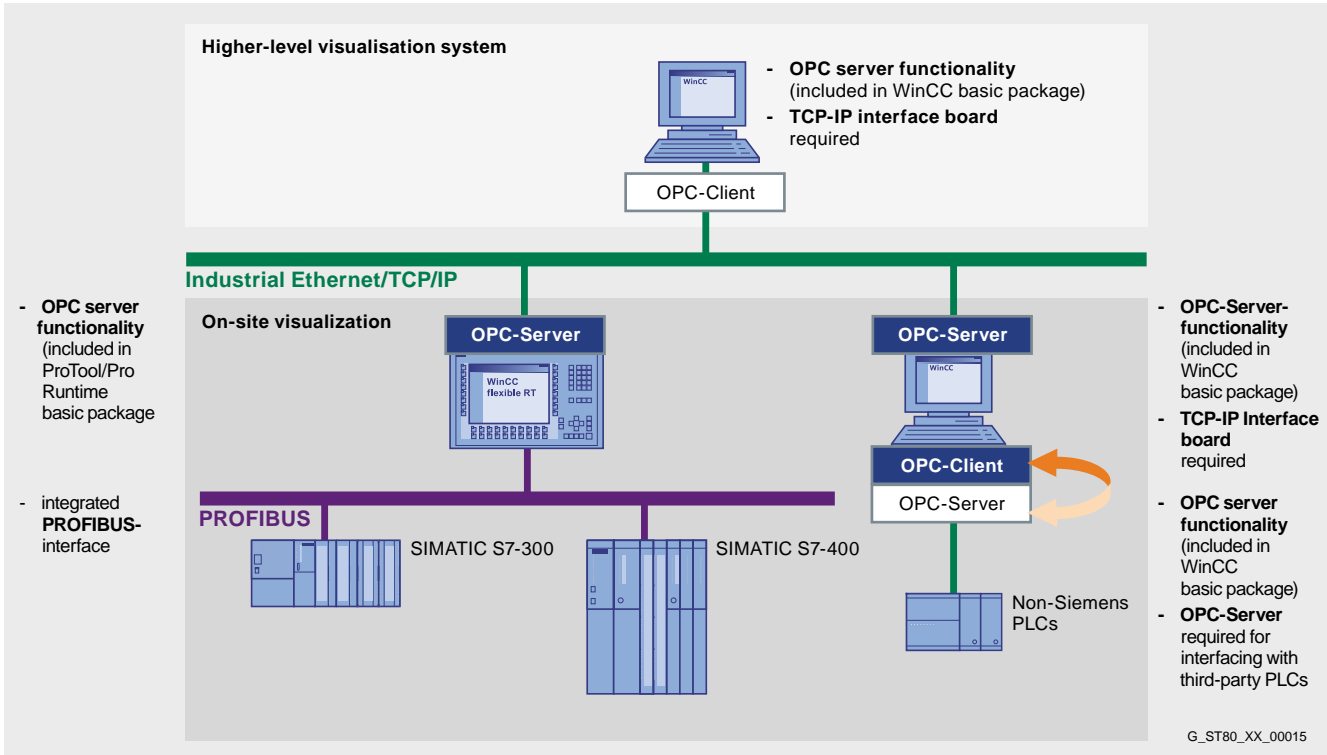 Higher-level visualisation system
WinCC
- OPC server functionality
(included in WinCC basic package)
- TCP-IP interface board
required
OPC-Client
Industrial Ethernet/TCP/IP
- OPC server
functionality
(included in
ProTool/Pro
Runtime
basic package
- integrated
PROFIBUS-
interface
On-site visualization
OPC-Server
WinCC
flexible RT
PROFIBUS
SIMATIC S7-300
SIMATIC S7-400
OPC-Server
WinCC
OPC-Client
OPC-Server
Non-Siemens
PLCs
- OPC-Server-
functionality
(included in
WinCC
basic package)
- TCP-IP Interface
board
required
- OPC server
functionality
(included in
WinCC
basic package)
- OPC-Server
required for
interfacing with
third-party PLCs
G_ST80_XX_00015